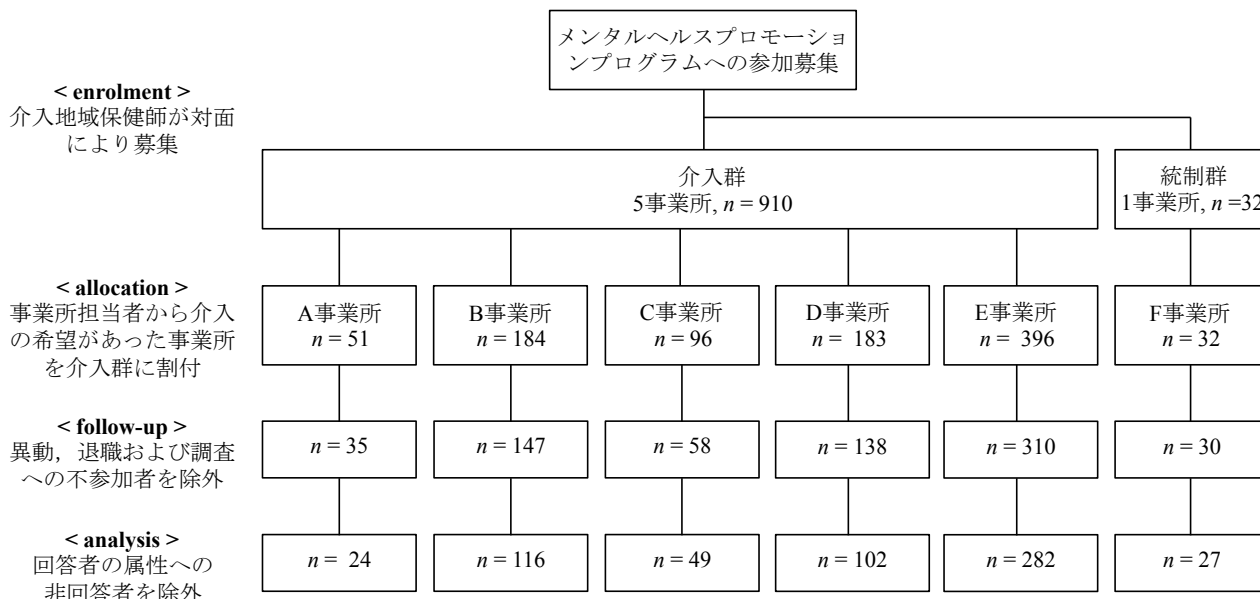 メンタルヘルスプロモーショ
ンプログラムへの参加募集
< enrolment >
介入地域保健師が対面
により募集
介入群
5事業所, n = 910
統制群
1事業所, n =32
< allocation >
事業所担当者から介入
の希望があった事業所
を介入群に割付
A事業所
n = 51
B事業所
n = 184
C事業所
n = 96
D事業所
n = 183
E事業所
n = 396
F事業所
n = 32
< follow-up >
異動，退職および調査
への不参加者を除外
n = 35
n = 147
n = 58
n = 138
n = 310
n = 30
< analysis >
回答者の属性への
非回答者を除外
n = 24
n = 116
n = 49
n = 102
n = 282
n = 27